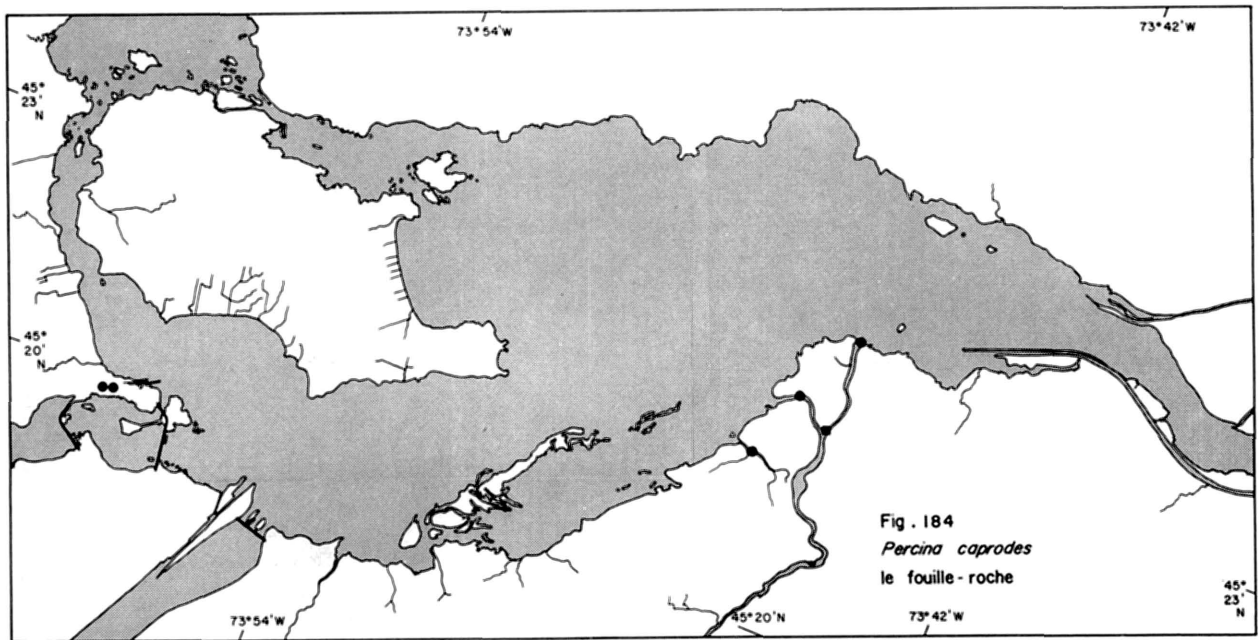 73°54'W
73°42'W
45°
23'
N
45°
20'
N
Fig. 184
Percina caprodes
le fouille-roche
45°
23'
N
73°54'W
45°20'N
73°42'W